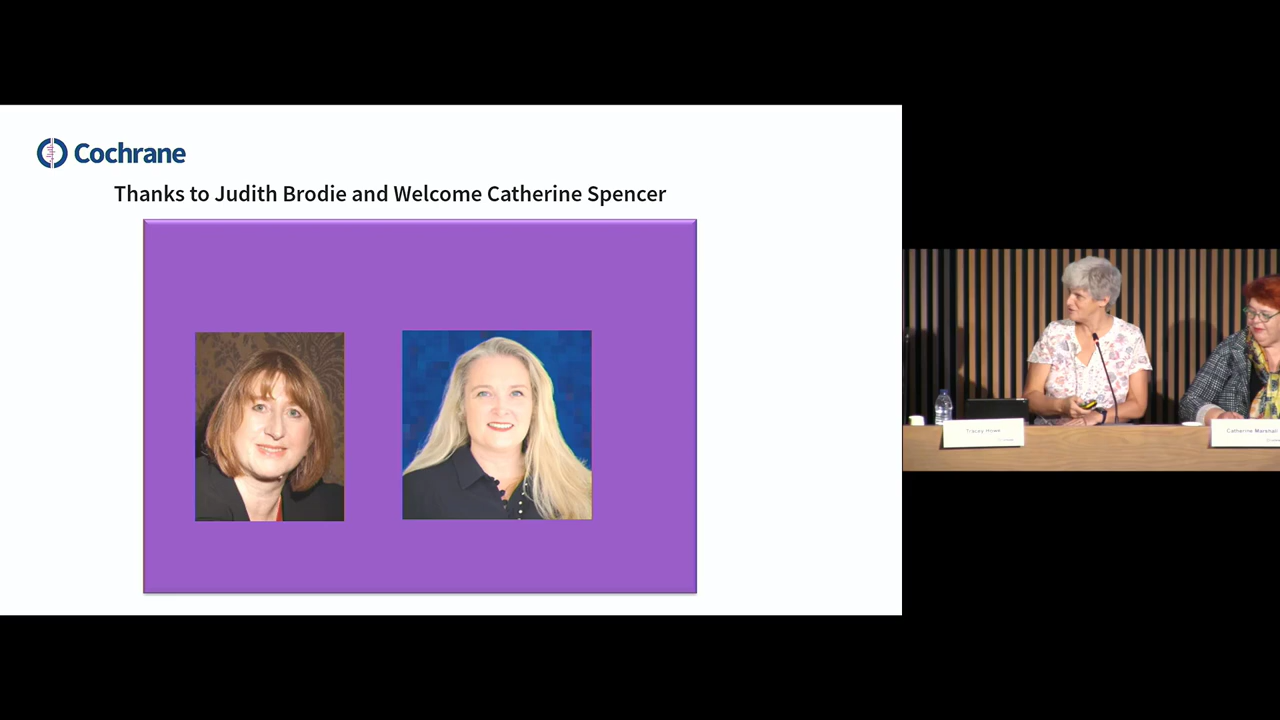 Cochrane
Thanks to Judith Brodie and Welcome Catherine Spencer
Tracey Howe
Catherine Marshall